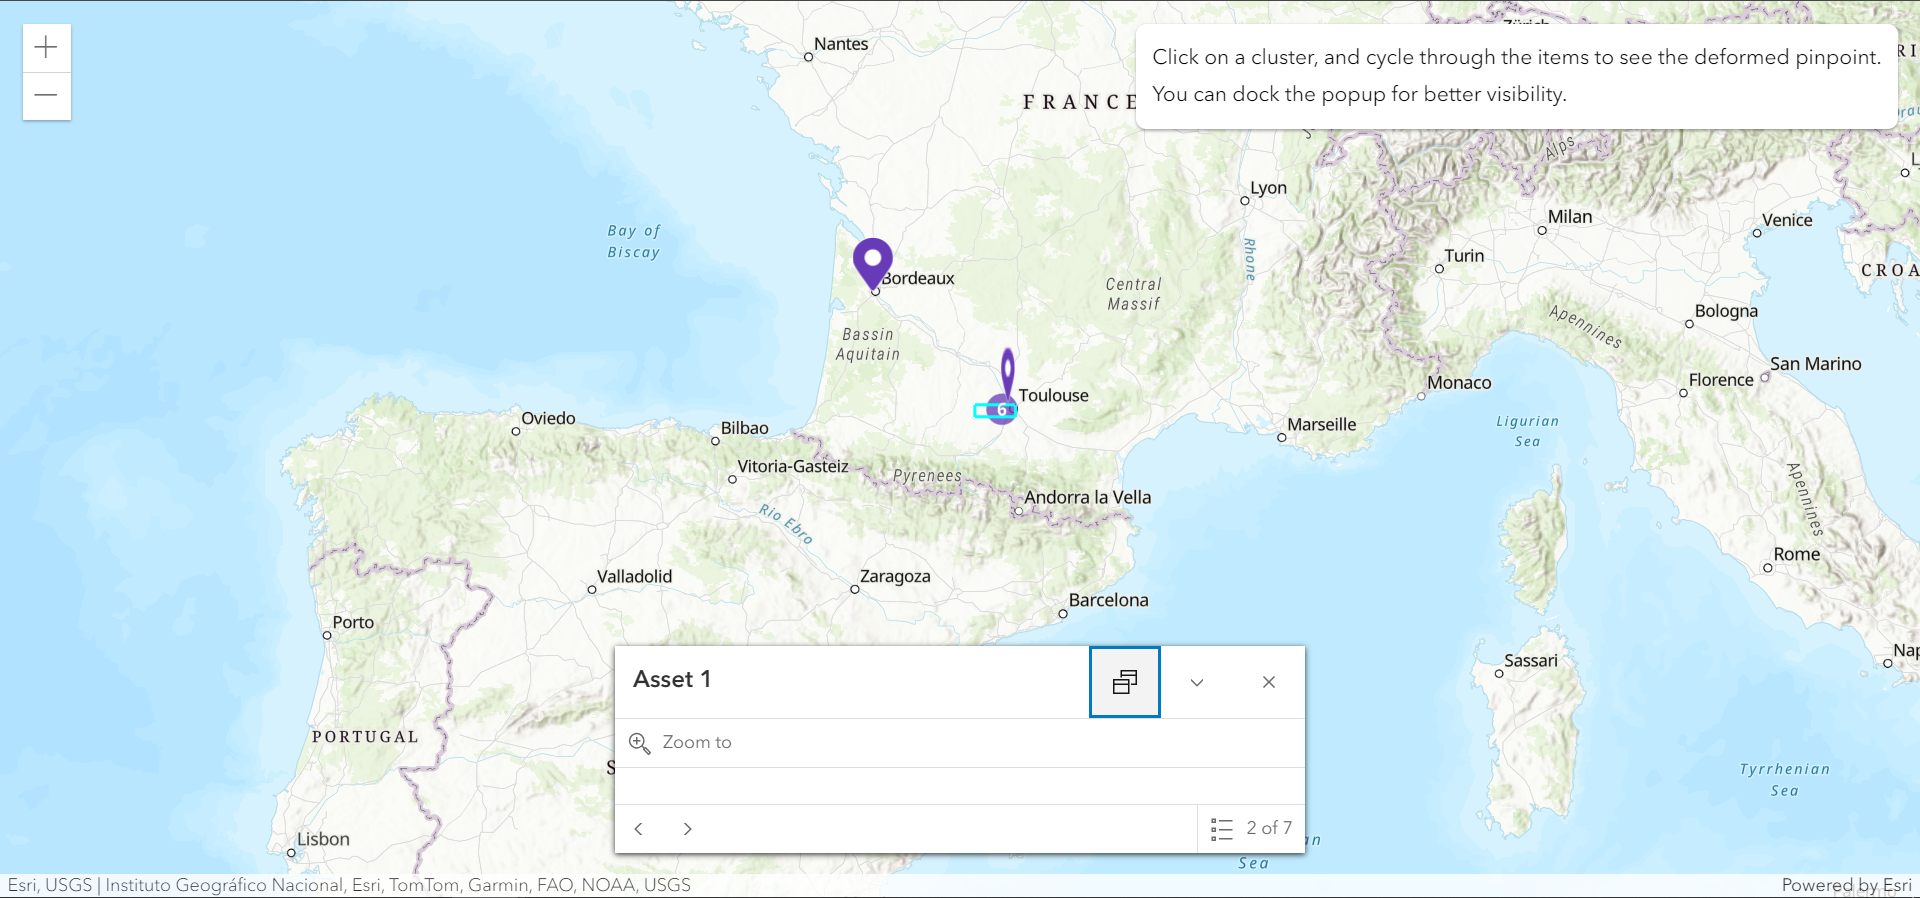 Nantes
Zürich
Click on a cluster, and cycle through the items to see the deformed pinpoint.
You can dock the popup for better visibility.
FRANCE
Alps
Lyon
Milan
Venice
Bay of
Biscay
Rhone
Turin
CROA
Bordeaux
Central
Massif
Bologna
Apennines
Bassin
Aquitain
San Marino
Florence
Monaco
Toulouse
6
Oviedo
Bilbao
Marseille
Ligurian
Sea
Vitoria-Gasteiz
Pyrenees
Andorra la Vella
Apennines
Rio Ebro
Rome
Valladolid
Zaragoza
Barcelona
Porto
Nap
Sassari
Asset 1
PORTUGAL
Zoom to
S
Tyrrhenian
Sea
2 of 7
Lisbon
an
Sea
Esri, USGS | Instituto Geográfico Nacional, Esri, TomTom, Garmin, FAO, NOAA, USGS
Powered by Esri
Palermo